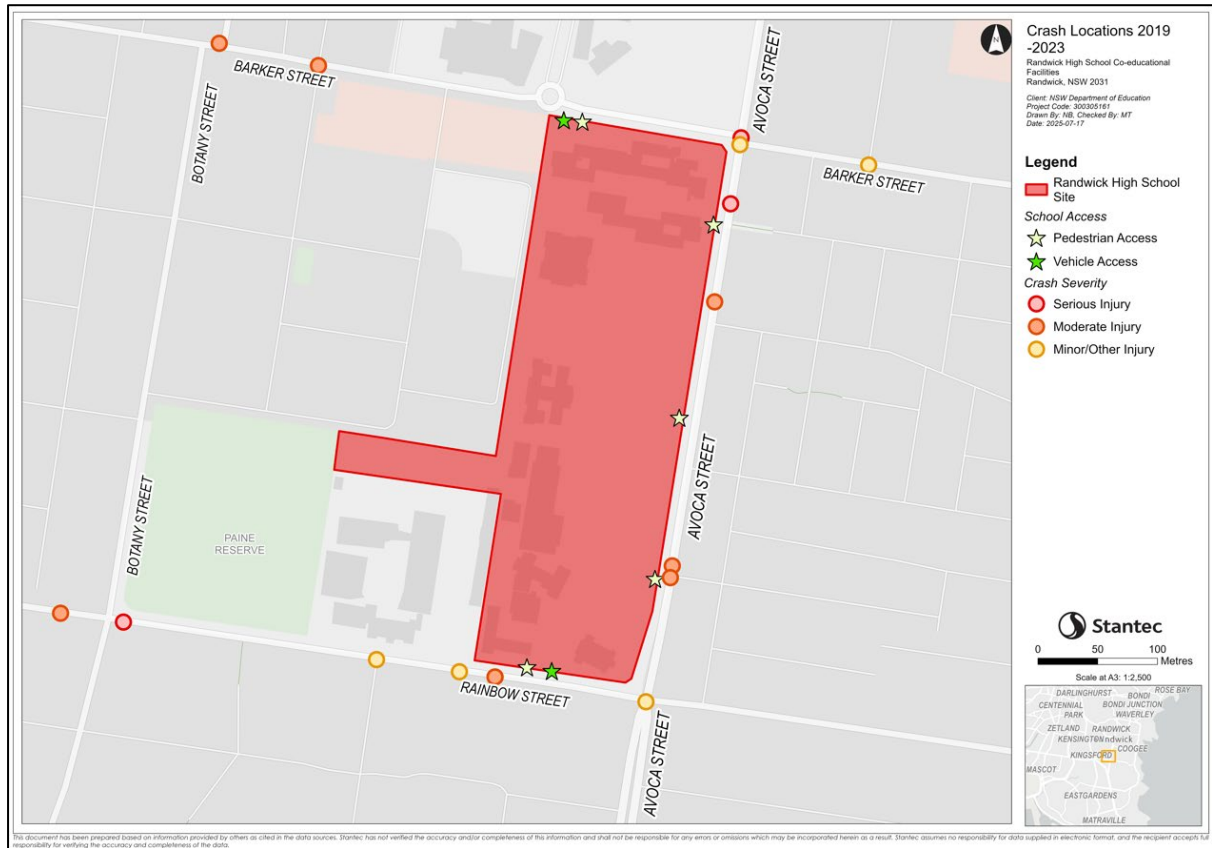 Crash Locations 2019
-2023
Randwick High School Co-educational
Facilities
Randwick, NSW 2031
Client: NSW Department of Education
Project Code: 300305161
Drawn By: NB, Checked By: MT
Date: 2025-07-17
Legend
Randwick High School
Site
School Access
Pedestrian Access
Vehicle Access
Crash Severity
Serious Injury
Moderate Injury
Minor/Other Injury
N
BARKER STREET
AVOCA STREET
BOTANY STREET
BARKER STREET
AVOCA STREET
BOTANY STREET
PAINE
RESERVE
RAINBOW STREET
AVOCA STREET
Stantec
0 50 100
Metres
Scale at A3: 1:2,500
DARLINGHURST
BONDI
ROSE BAY
CENTENNIAL
PARK
BONDI JUNCTION
WAVERLEY
ZETLAND
RANDWICK
KENSINGTON
ndwick
COOGEE
KINGSFORD
MASCOT
EASTGARDENS
MATRAVILLE
This document has been prepared based on information provided by others as cited in the data sources. Stantec has not verified the accuracy and/or completeness of this information and shall not be responsible for any errors or omissions which may be incorporated herein as a result. Stantec assumes no responsibility for data supplied in electronic format, and the recipient accepts full
responsibility for verifying the accuracy and completeness of the data.